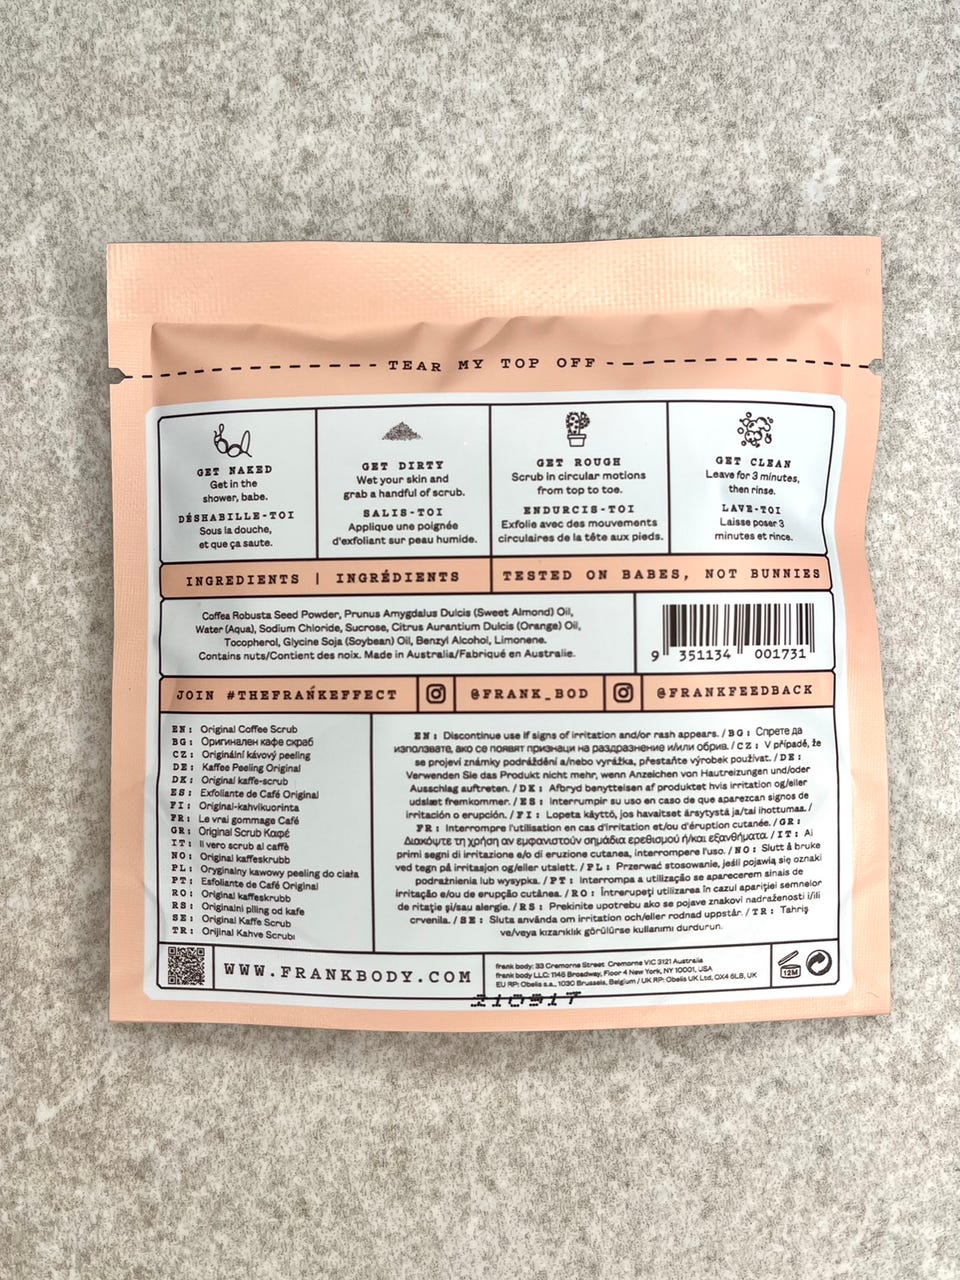 TEAR MY TOP OFF
GET NAKED
Get in the
shower, babe.
DÉSHABILLE-TOI
Sous la douche,
et que ça saute.
GET DIRTY
Wet your skin and
grab a handful of scrub.
SALIS-TOI
Applique une poignée
d'exfoliant sur peau humide.
GET ROUGH
Scrub in circular motions
from top to toe.
ENDURCIS-TOI
Exfolie avec des mouvements
circulaires de la tête aux pieds.
GET CLEAN
Leave for 3 minutes,
then rinse.
LAVE-TOI
Laisse poser 3
minutes et rince.
INGREDIENTS | INGRÉDIENTS
TESTED ON BABES, NOT BUNNIES
Coffea Robusta Seed Powder, Prunus Amygdalus Dulcis (Sweet Almond) Oil,
Water (Aqua), Sodium Chloride, Sucrose, Citrus Aurantium Dulcis (Orange) Oil,
Tocopherol, Glycine Soja (Soybean) Oil, Benzyl Alcohol, Limonene.
Contains nuts/Contient des noix. Made in Australia/Fabriqué en Australie.
9 351134 001731
JOIN #THEFRANKEFFECT
@FRANK_BOD
@FRANKFEEDBACK
EN: Original Coffee Scrub
BG: Оригинален кафе скраб
CZ: Originální kávový peeling
DE: Kaffee Peeling Original
DK: Original kaffe-scrub
ES: Exfoliante de Café Original
FI: Original-kahvikuorinta
FR: Le vrai gommage Café
GR: Original Scrub Καφέ
IT: Il vero scrub al caffè
NO: Original kaffeskrubb
PL: Oryginalny kawowy peeling do ciała
PT: Esfoliante de Café Original
RO: Original kaffeskrubb
RS: Originalni piling od kafe
SE: Original Kaffe Scrub
TR: Orijinal Kahve Scrubı
EN: Discontinue use if signs of irritation and/or rash appears. / BG: Спрете да
използвате, ако се появят признаци на раздразнение и/или обрив. / CZ: V případě, že
se projeví známky podráždění a/nebo vyrážka, přestaňte výrobek používat. / DE:
Verwenden Sie das Produkt nicht mehr, wenn Anzeichen von Hautreizungen und/oder
Ausschlag auftreten. / DK: Afbryd benyttelsen af produktet hvis irritation og/eller
udslæt fremkommer. / ES: Interrumpir su uso en caso de que aparezcan signos de
irritación o erupción. / FI: Lopeta käyttö, jos havaitset ärsytystä ja/tai ihottumaa. /
FR: Interrompre l'utilisation en cas d'irritation et/ou d'éruption cutanée. / GR:
Διακόψτε τη χρήση αν εμφανιστούν σημάδια ερεθισμού ή/και εξανθήματα. / IT: Ai
primi segni di irritazione e/o di eruzione cutanea, interrompere l'uso. / NO: Slutt å bruke
ved tegn på irritasjon og/eller utslett. / PL: Przerwać stosowanie, jeśli pojawią się oznaki
podrażnienia lub wysypka. / PT: Interrompa a utilização se aparecerem sinais de
irritação e/ou de erupção cutânea. / RO: Întrerupeți utilizarea în cazul apariției semnelor
de ritație și/sau alergie. / RS: Prekinite upotrebu ako se pojave znakovi nadraženosti i/ili
crvenila. / SE: Sluta använda om irritation och/eller rodnad uppstår. / TR: Tahriş
ve/veya kızarıklık görülürse kullanımı durdurun.
WWW.FRANKBODY.COM
frank body: 33 Cremorne Street Cremorne VIC 3121 Australia
frank body LLC: 1146 Broadway, Floor 4 New York, NY 10001, USA
EU RP: Obelis s.a., 1030 Brussels, Belgium / UK RP: Obelis UK Ltd, OX4 6LB, UK
12M
210917